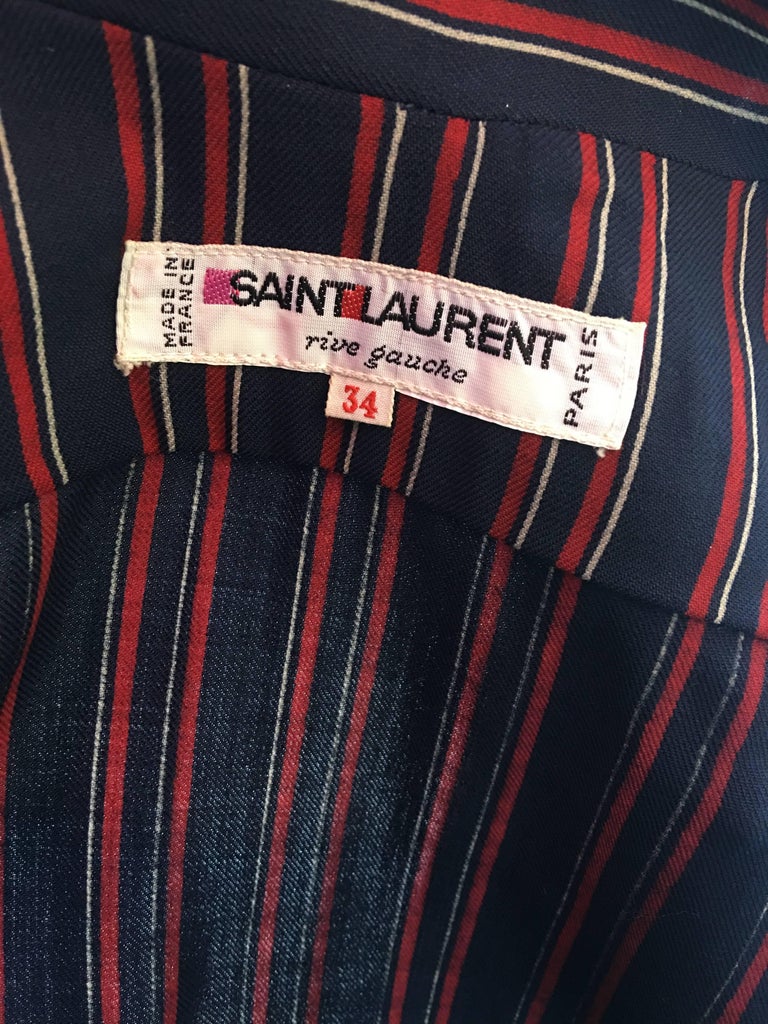 MADE IN
FRANCE
SAINT LAURENT
rive gauche
PARIS
34